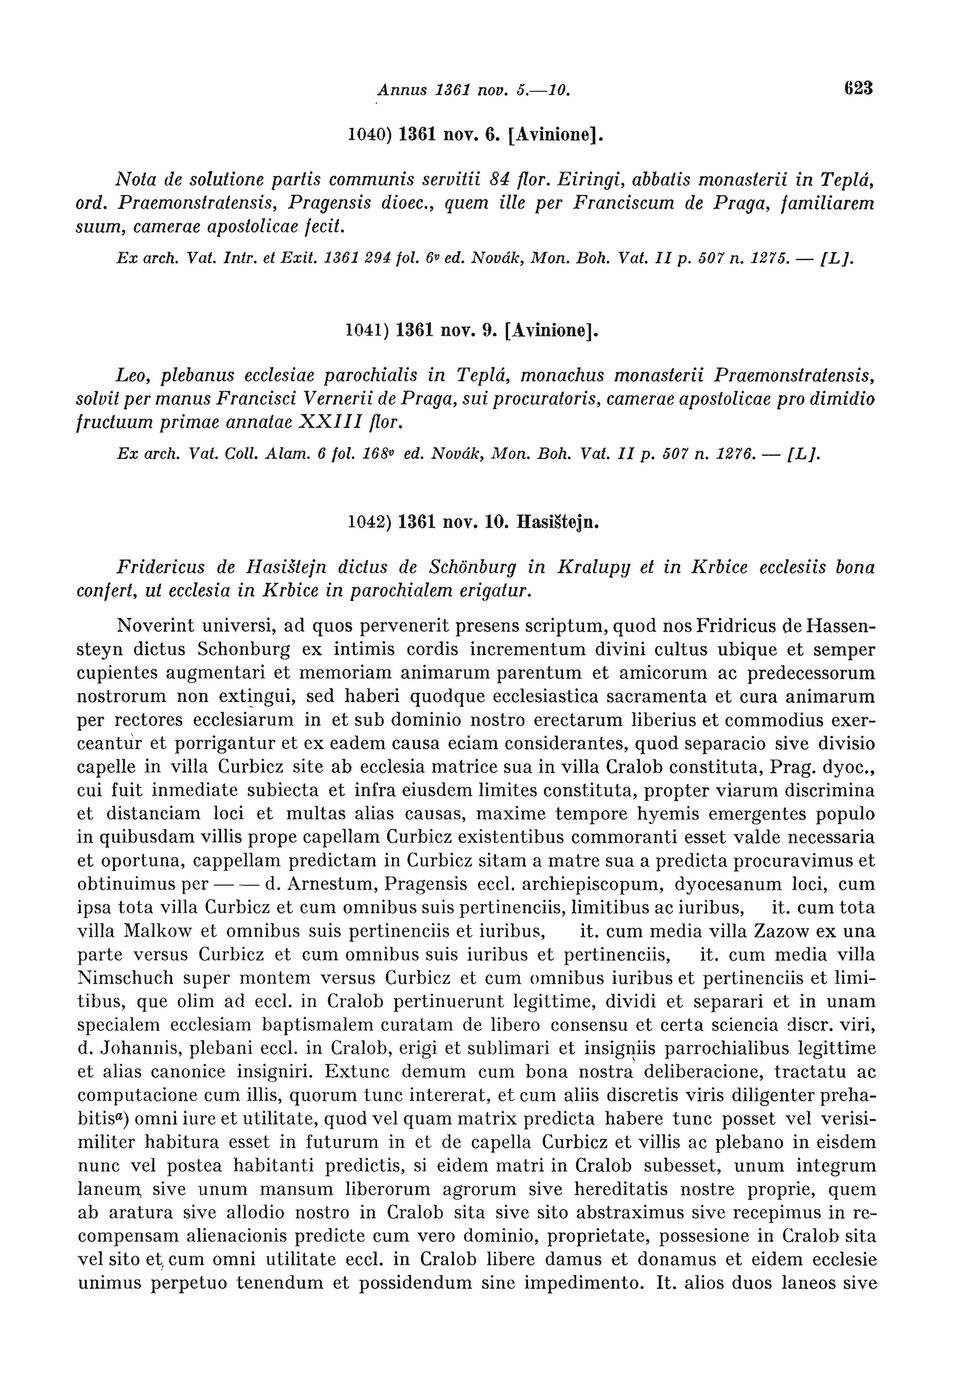 Annus 1361 nov. 5.—10. 623
1040) 1361 nov. 6. [Avinione].
Nota de solutione partis communis servitii 84 flor. Eiringi, abbatis monasterii in Teplá,
ord. Praemonstratensis, Pragensis dioec., quem ille per Franciscum de Praga, familiarem
suum, camerae apostolicae fecit.
Ex arch. Vat. Intr. et Exit. 1361 294 fol. 6v ed. Novák, Mon. Boh. Vat. II p. 507 n. 1275. — [L].
1041) 1361 nov. 9. [Avinione].
Leo, plebanus ecclesiae parochialis in Teplá, monachus monasterii Praemonstratensis,
solvit per manus Francisci Vernerii de Praga, sui procuratoris, camerae apostolicae pro dimidio
fructuum primae annatae XXIII flor.
Ex arch. Vat. Coll. Alam. 6 fol. 168v ed. Novák, Mon. Boh. Vat. II p. 507 n. 1276. — [L].
1042) 1361 nov. 10. Hasištejn.
Fridericus de Hasištejn dictus de Schönburg in Kralupy et in Krbice ecclesiis bona
confert, ut ecclesia in Krbice in parochialem erigatur.
Noverint universi, ad quos pervenerit presens scriptum, quod nos Fridricus de Hassen-
steyn dictus Schonburg ex intimis cordis incrementum divini cultus ubique et semper
cupientes augmentari et memoriam animarum parentum et amicorum ac predecessorum
nostrorum non extingui, sed haberi quodque ecclesiastica sacramenta et cura animarum
per rectores ecclesiarum in et sub dominio nostro erectarum liberius et commodius exer-
ceantur et porrigantur et ex eadem causa eciam considerantes, quod separacio sive divisio
capelle in villa Curbicz site ab ecclesia matrice sua in villa Cralob constituta, Prag. dyoc.,
cui fuit inmediate subiecta et infra eiusdem limites constituta, propter viarum discrimina
et distanciam loci et multas alias causas, maxime tempore hyemis emergentes populo
in quibusdam villis prope capellam Curbicz existentibus commoranti esset valde necessaria
et oportuna, cappellam predictam in Curbicz sitam a matre sua a predicta procuravimus et
obtinuimus per — — d. Arnestum, Pragensis eccl. archiepiscopum, dyocesanum loci, cum
ipsa tota villa Curbicz et cum omnibus suis pertinenciis, limitibus ac iuribus, it. cum tota
villa Malkow et omnibus suis pertinenciis et iuribus, it. cum media villa Zazow ex una
parte versus Curbicz et cum omnibus suis iuribus et pertinenciis, it. cum media villa
Nimschuch super montem versus Curbicz et cum omnibus iuribus et pertinenciis et limi-
tibus, que olim ad eccl. in Cralob pertinuerunt legittime, dividi et separari et in unam
specialem ecclesiam baptismalem curatam de libero consensu et certa sciencia discr. viri,
d. Johannis, plebani eccl. in Cralob, erigi et sublimari et insigniis parrochialibus legittime
et alias canonice insigniri. Extunc demum cum bona nostra deliberacione, tractatu ac
computacione cum illis, quorum tunc intererat, et cum aliis discretis viris diligenter preha-
bitisa) omni iure et utilitate, quod vel quam matrix predicta habere tunc posset vel verisi-
militer habitura esset in futurum in et de capella Curbicz et villis ac plebano in eisdem
nunc vel postea habitanti predictis, si eidem matri in Cralob subesset, unum integrum
laneum sive unum mansum liberorum agrorum sive hereditatis nostre proprie, quem
ab aratura sive allodio nostro in Cralob sita sive sito abstraximus sive recepimus in re-
compensam alienacionis predicte cum vero dominio, proprietate, possesione in Cralob sita
vel sito et cum omni utilitate eccl. in Cralob libere damus et donamus et eidem ecclesie
unimus perpetuo tenendum et possidendum sine impedimento. It. alios duos laneos sive